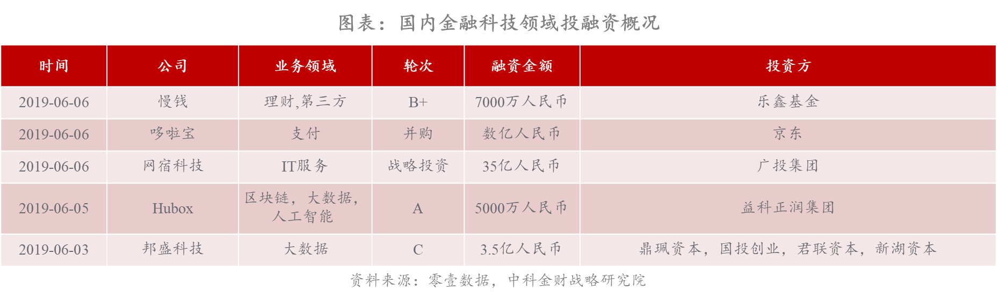 图表：国内金融科技领域投融资概况
时间 公司 业务领域 轮次 融资金额 投资方
2019-06-06 慢钱 理财,第三方 B+ 7000万人民币 乐鑫基金
2019-06-06 哆啦宝 支付 并购 数亿人民币 京东
2019-06-06 网宿科技 IT服务 战略投资 35亿人民币 广投集团
2019-06-05 Hubox 区块链，大数据， A 5000万人民币 益科正润集团
人工智能
2019-06-03 邦盛科技 大数据 C 3.5亿人民币 鼎珮资本，国投创业，君联资本，新湖资本
资料来源：零壹数据，中科金财战略研究院